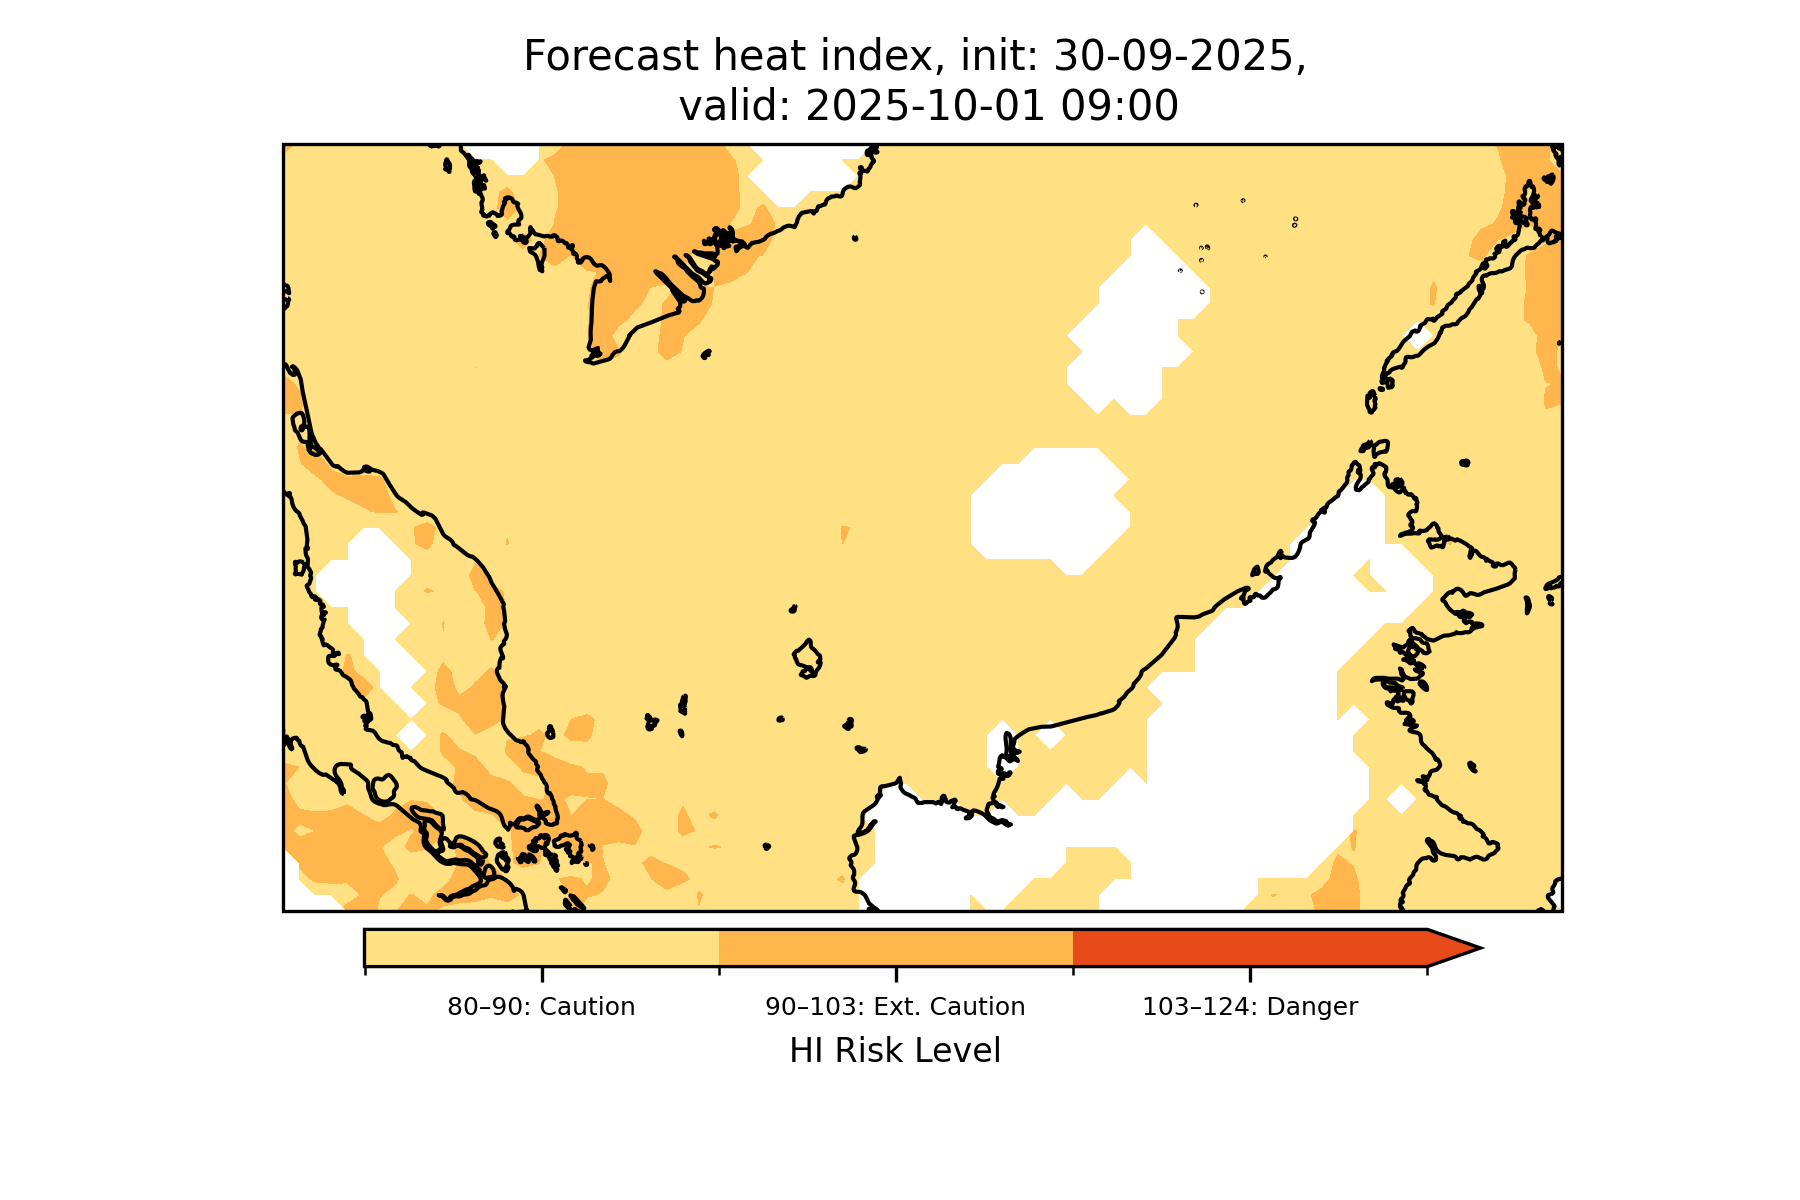 Forecast heat index, init: 30-09-2025,
valid: 2025-10-01 09:00
80–90: Caution
90–103: Ext. Caution
103–124: Danger
HI Risk Level